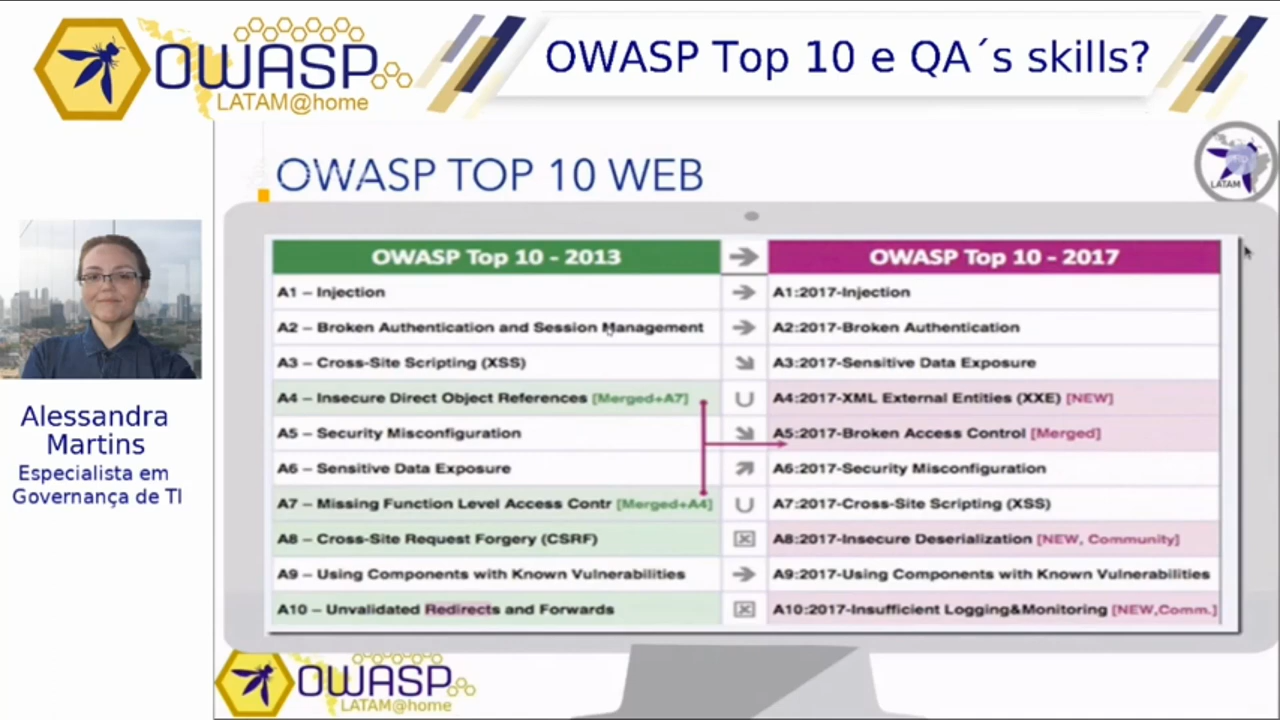 OWASP
LATAM@home
OWASP Top 10 e QA´s skills?
OWASP TOP 10 WEB
LATAM
OWASP Top 10 - 2013
OWASP Top 10 - 2017
A1 – Injection
A1:2017-Injection
A2 – Broken Authentication and Session Management
A2:2017-Broken Authentication
A3 – Cross-Site Scripting (XSS)
A3:2017-Sensitive Data Exposure
A4 – Insecure Direct Object References [Merged+A7]
A4:2017-XML External Entities (XXE) [NEW]
A5 – Security Misconfiguration
A5:2017-Broken Access Control [Merged]
A6 – Sensitive Data Exposure
A6:2017-Security Misconfiguration
A7 – Missing Function Level Access Contr [Merged+A4]
A7:2017-Cross-Site Scripting (XSS)
A8 – Cross-Site Request Forgery (CSRF)
A8:2017-Insecure Deserialization [NEW, Community]
A9 – Using Components with Known Vulnerabilities
A9:2017-Using Components with Known Vulnerabilities
A10 – Unvalidated Redirects and Forwards
A10:2017-Insufficient Logging&Monitoring [NEW,Comm.]
Alessandra
Martins
Especialista em
Governança de TI
OWASP
LATAM@home